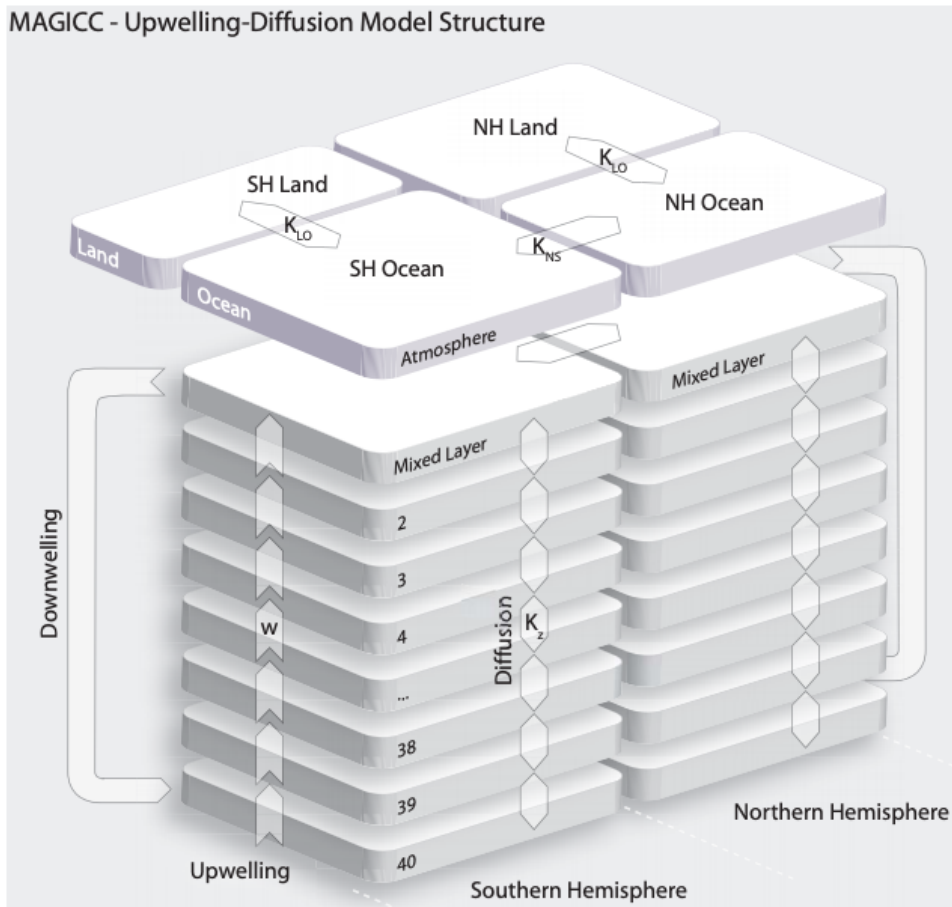 MAGICC - Upwelling-Diffusion Model Structure
NH Land
K_LO
SH Land
NH Ocean
K_LO
K_NS
Land
SH Ocean
Ocean
Atmosphere
Mixed Layer
Mixed Layer
2
3
4
...
38
39
40
Downwelling
w
Diffusion
K_z
Upwelling
Northern Hemisphere
Southern Hemisphere